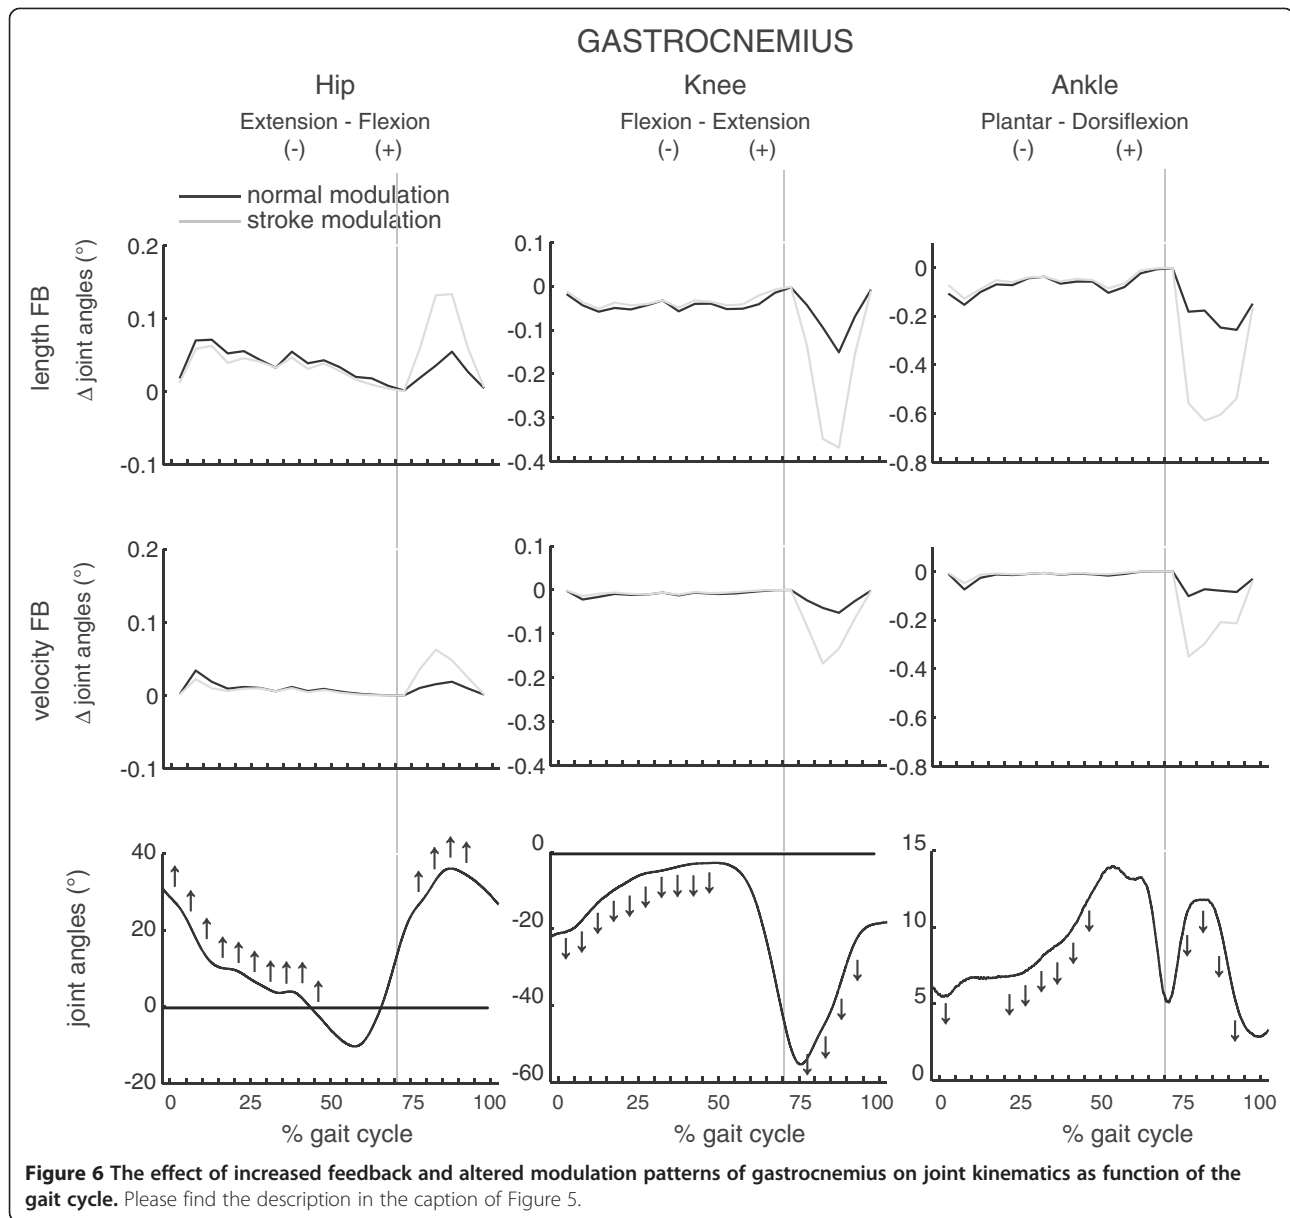 GASTROCNEMIUS
Hip
Knee
Ankle
Extension - Flexion
Flexion - Extension
Plantar - Dorsiflexion
(-) (+)
(-) (+)
(-) (+)
normal modulation
stroke modulation
length FB
Δ joint angles (°)
0.2
0.1
0
-0.1
0.1
0
-0.1
-0.2
-0.3
-0.4
0
-0.2
-0.4
-0.6
-0.8
velocity FB
Δ joint angles (°)
0.2
0.1
0
-0.1
0.1
0
-0.1
-0.2
-0.3
-0.4
0
-0.2
-0.4
-0.6
-0.8
joint angles (°)
40
20
0
-20
0
-20
-40
-60
15
10
5
0
0 25 50 75 100
0 25 50 75 100
0 25 50 75 100
% gait cycle
% gait cycle
% gait cycle
Figure 6 The effect of increased feedback and altered modulation patterns of gastrocnemius on joint kinematics as function of the
gait cycle. Please find the description in the caption of Figure 5.